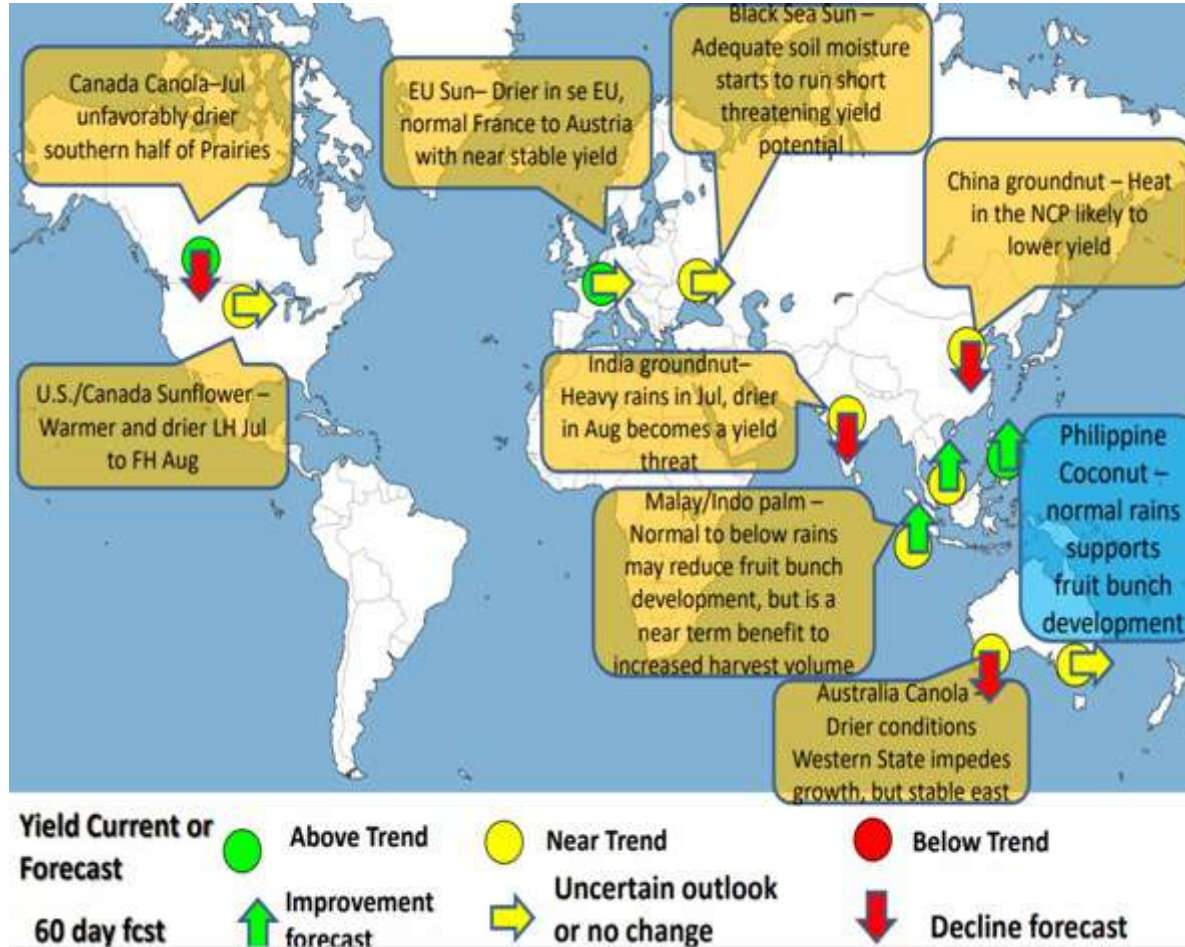 Canada Canola–Jul
unfavorably drier
southern half of Prairies
EU Sun– Drier in se EU,
normal France to Austria
with near stable yield
Black Sea Sun –
Adequate soil moisture
starts to run short
threatening yield
potential
China groundnut – Heat
in the NCP likely to
lower yield
U.S./Canada Sunflower –
Warmer and drier LH Jul
to FH Aug
India groundnut–
Heavy rains in Jul, drier
in Aug becomes a yield
threat
Malay/Indo palm –
Normal to below rains
may reduce fruit bunch
development, but is a
near term benefit to
increased harvest volume
Philippine
Coconut –
normal rains
supports
fruit bunch
development
Australia Canola –
Drier conditions
Western State impedes
growth, but stable east
Yield Current or
Forecast
Above Trend
Near Trend
Below Trend
60 day fcst
Improvement
forecast
Uncertain outlook
or no change
Decline forecast